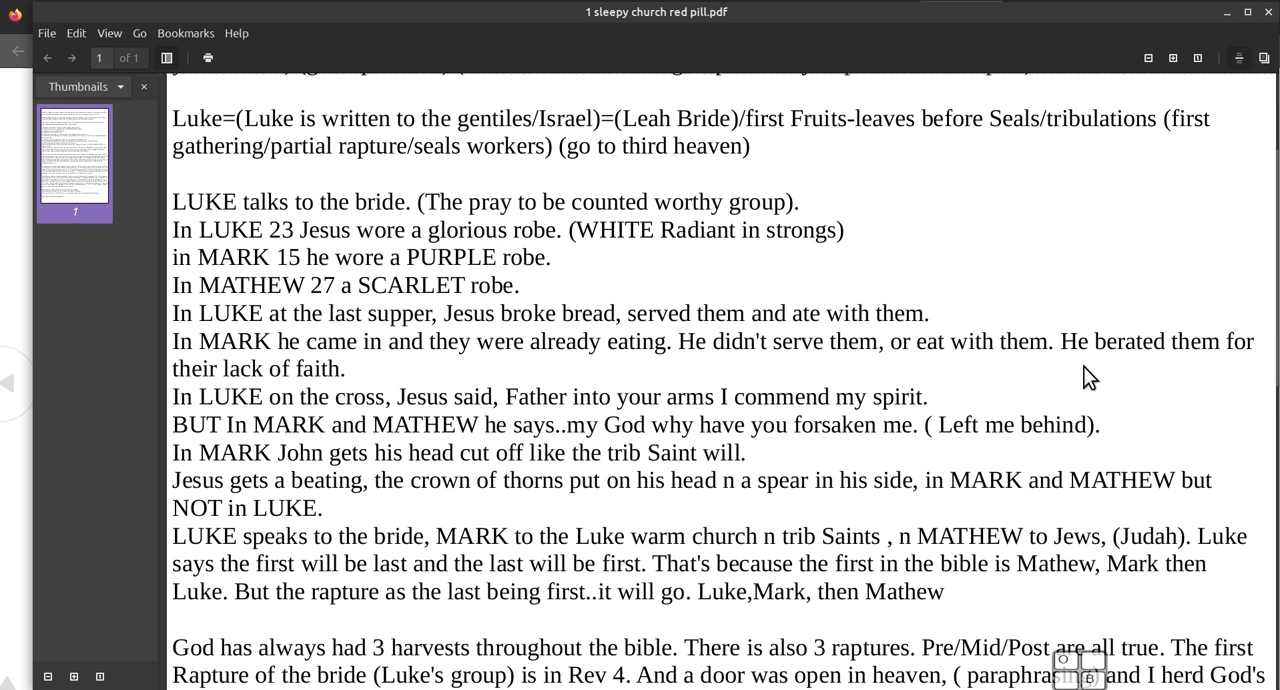 1 sleepy church red pill.pdf
File Edit View Go Bookmarks Help
1 of 1
Thumbnails
1
Luke=(Luke is written to the gentiles/Israel)=(Leah Bride)/first Fruits-leaves before Seals/tribulations (first
gathering/partial rapture/seals workers) (go to third heaven)
LUKE talks to the bride. (The pray to be counted worthy group).
In LUKE 23 Jesus wore a glorious robe. (WHITE Radiant in strongs)
in MARK 15 he wore a PURPLE robe.
In MATHEW 27 a SCARLET robe.
In LUKE at the last supper, Jesus broke bread, served them and ate with them.
In MARK he came in and they were already eating. He didn't serve them, or eat with them. He berated them for
their lack of faith.
In LUKE on the cross, Jesus said, Father into your arms I commend my spirit.
BUT In MARK and MATHEW he says..my God why have you forsaken me. ( Left me behind).
In MARK John gets his head cut off like the trib Saint will.
Jesus gets a beating, the crown of thorns put on his head n a spear in his side, in MARK and MATHEW but
NOT in LUKE.
LUKE speaks to the bride, MARK to the Luke warm church n trib Saints , n MATHEW to Jews, (Judah). Luke
says the first will be last and the last will be first. That's because the first in the bible is Mathew, Mark then
Luke. But the rapture as the last being first..it will go. Luke,Mark, then Mathew
God has always had 3 harvests throughout the bible. There is also 3 raptures. Pre/Mid/Post are all true. The first
Rapture of the bride (Luke's group) is in Rev 4. And a door was open in heaven, ( paraphrasing) and I herd God's